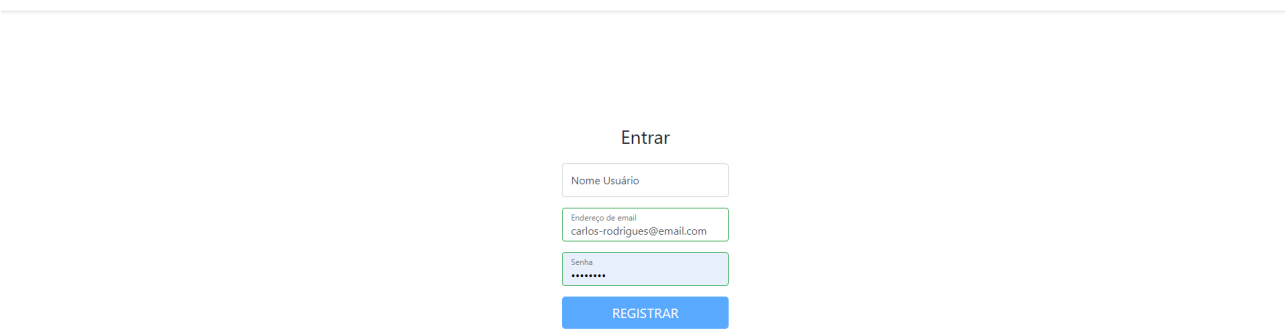 Entrar
Nome Usuário
Endereço de email
carlos-rodrigues@email.com
Senha
••••••••
REGISTRAR